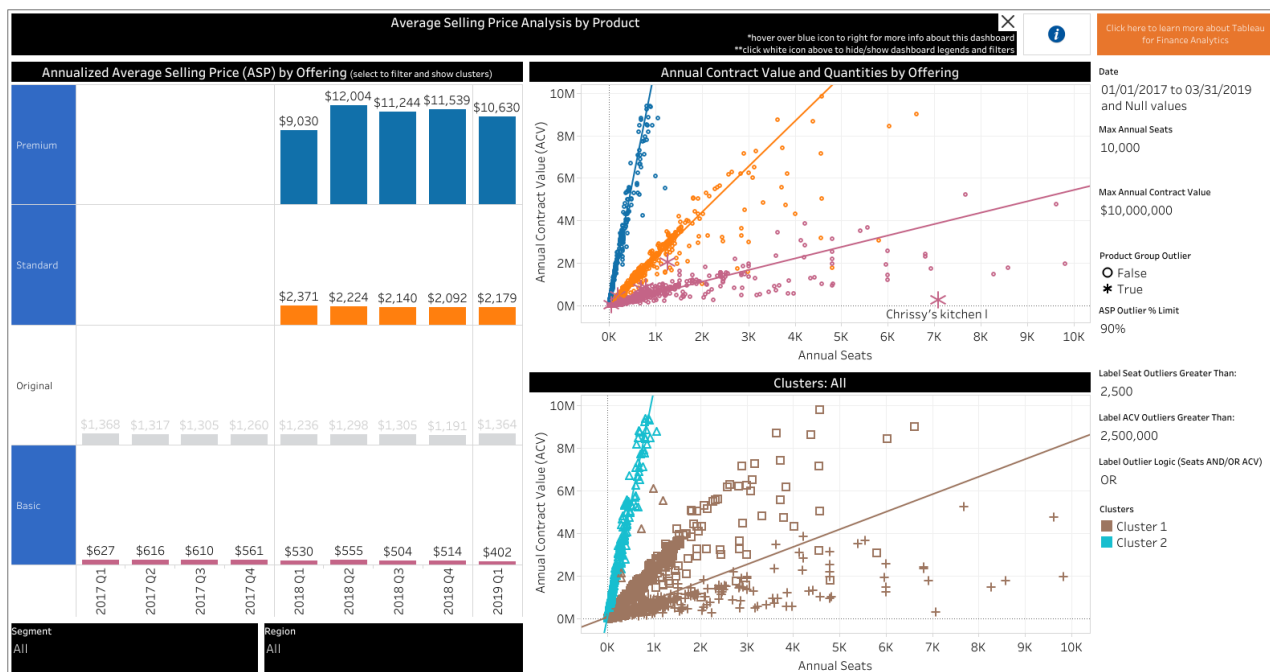 Average Selling Price Analysis by Product
*hover over blue icon to right for more info about this dashboard
**click white icon above to hide/show dashboard legends and filters
i
Click here to learn more about Tableau
for Finance Analytics
Annualized Average Selling Price (ASP) by Offering (select to filter and show clusters)
Premium
$9,030 $12,004 $11,244 $11,539 $10,630
Standard
$2,371 $2,224 $2,140 $2,092 $2,179
Original
$1,368 $1,317 $1,305 $1,260 $1,236 $1,298 $1,305 $1,191 $1,364
Basic
$627 $616 $610 $561 $530 $555 $504 $514 $402
2017 Q1 2017 Q2 2017 Q3 2017 Q4 2018 Q1 2018 Q2 2018 Q3 2018 Q4 2019 Q1
Segment
All
Region
All
Annual Contract Value and Quantities by Offering
Annual Contract Value (ACV)
10M
8M
6M
4M
2M
0M
Chrissy's kitchen I
0K 1K 2K 3K 4K 5K 6K 7K 8K 9K 10K
Annual Seats
Clusters: All
Annual Contract Value (ACV)
10M
8M
6M
4M
2M
0M
0K 1K 2K 3K 4K 5K 6K 7K 8K 9K 10K
Annual Seats
Date
01/01/2017 to 03/31/2019
and Null values
Max Annual Seats
10,000
Max Annual Contract Value
$10,000,000
Product Group Outlier
False
True
ASP Outlier % Limit
90%
Label Seat Outliers Greater Than:
2,500
Label ACV Outliers Greater Than:
2,500,000
Label Outlier Logic (Seats AND/OR ACV)
OR
Clusters
Cluster 1
Cluster 2